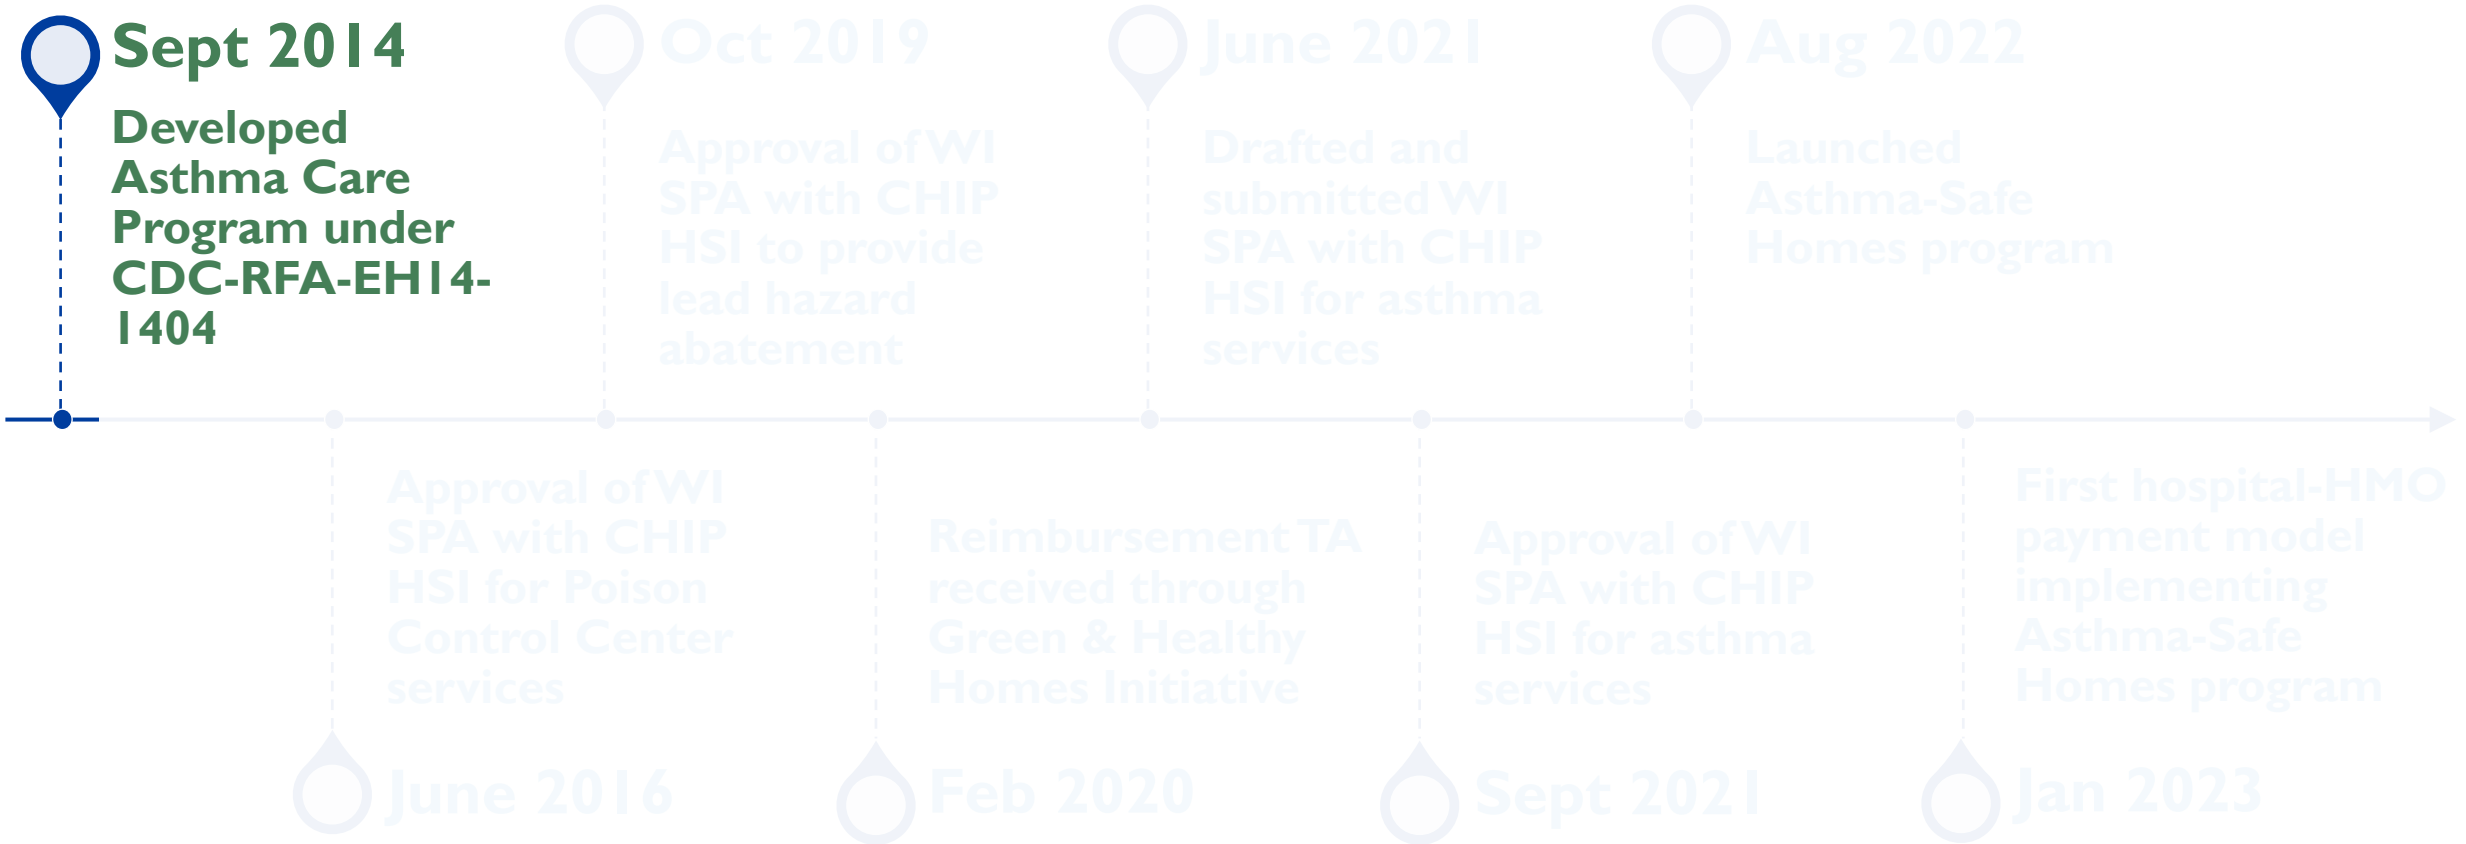 Sept 2014
Developed
Asthma Care
Program under
CDC-RFA-EH14-
1404
Oct 2019
Approval of WI
SPA with CHIP
HSI to provide
lead hazard
abatement
June 2021
Drafted and
submitted WI
SPA with CHIP
HSI for asthma
services
Aug 2022
Launched
Asthma-Safe
Homes program
Approval of WI
SPA with CHIP
HSI for Poison
Control Center
services
June 2016
Reimbursement TA
received through
Green & Healthy
Homes Initiative
Feb 2020
Approval of WI
SPA with CHIP
HSI for asthma
services
Sept 2021
First hospital-HMO
payment model
implementing
Asthma-Safe
Homes program
Jan 2023